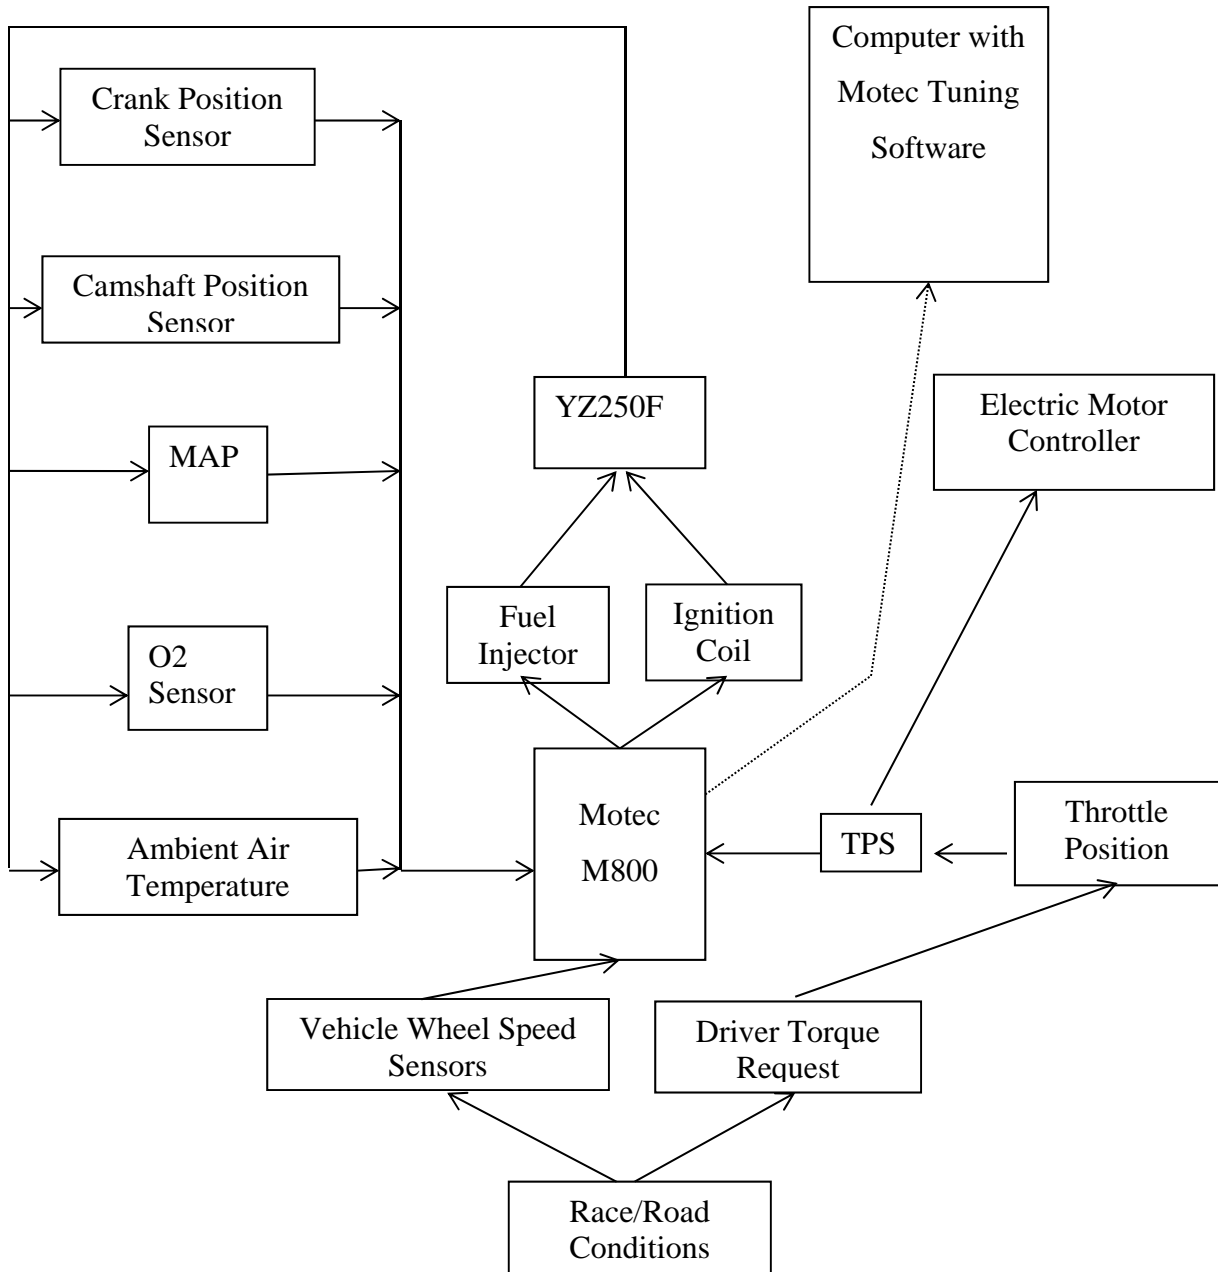 Computer with
Motec Tuning
Software
Crank Position
Sensor
Camshaft Position
Sensor
YZ250F
Electric Motor
Controller
MAP
Fuel
Injector
Ignition
Coil
O2
Sensor
Motec
M800
TPS
Throttle
Position
Ambient Air
Temperature
Vehicle Wheel Speed
Sensors
Driver Torque
Request
Race/Road
Conditions